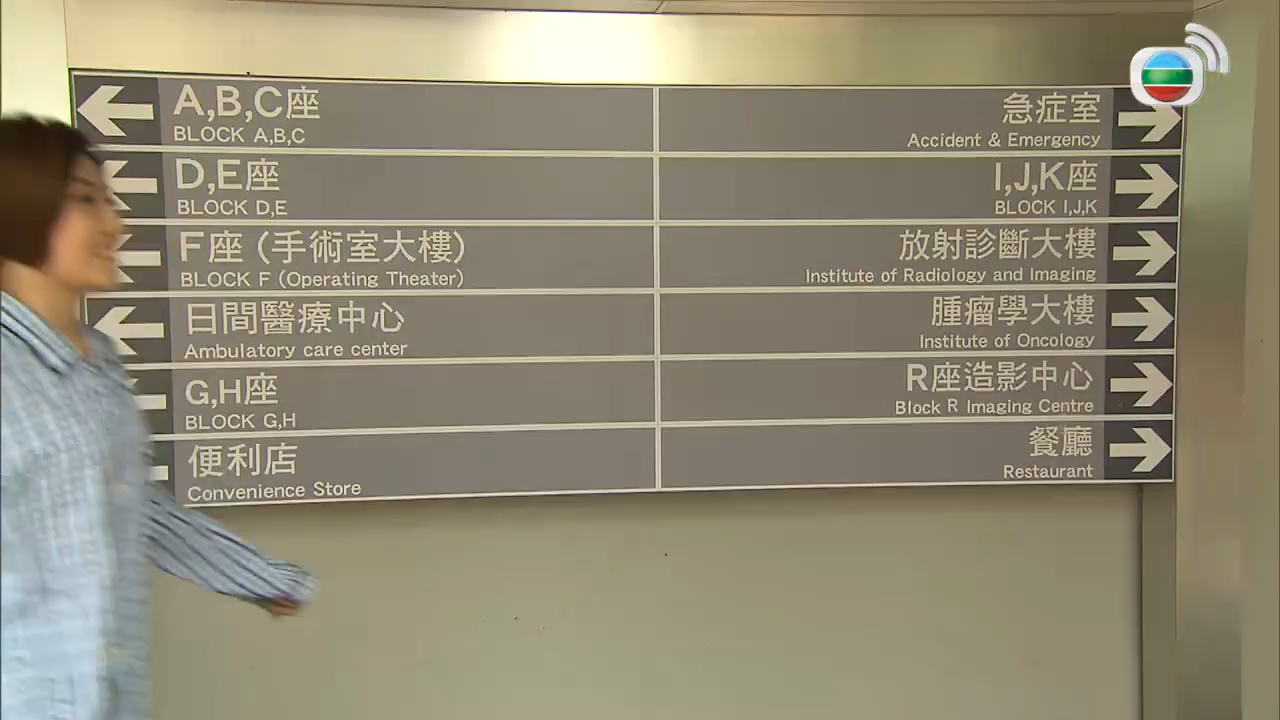 A,B,C座
BLOCK A,B,C
D,E座
BLOCK D,E
F座 (手術室大樓)
BLOCK F (Operating Theater)
日間醫療中心
Ambulatory care center
G,H座
BLOCK G,H
便利店
Convenience Store
急症室
Accident & Emergency
I,J,K座
BLOCK I,J,K
放射診斷大樓
Institute of Radiology and Imaging
腫瘤學大樓
Institute of Oncology
R座造影中心
Block R Imaging Centre
餐廳
Restaurant